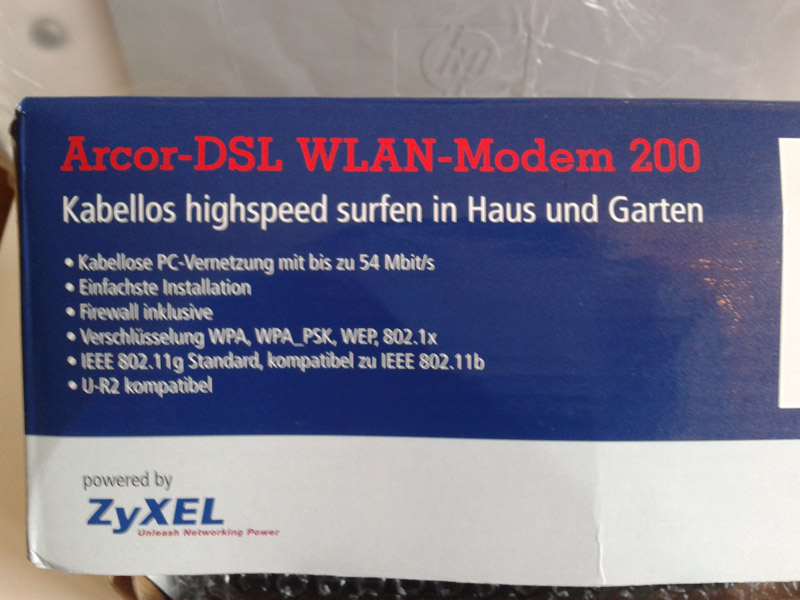 hp
Arcor-DSL WLAN-Modem 200
Kabellos highspeed surfen in Haus und Garten
• Kabellose PC-Vernetzung mit bis zu 54 Mbit/s
• Einfachste Installation
• Firewall inklusive
• Verschlüsselung WPA, WPA_PSK, WEP, 802.1x
• IEEE 802.11g Standard, kompatibel zu IEEE 802.11b
• U-R2 kompatibel
powered by
ZyXEL
Unleash Networking Power